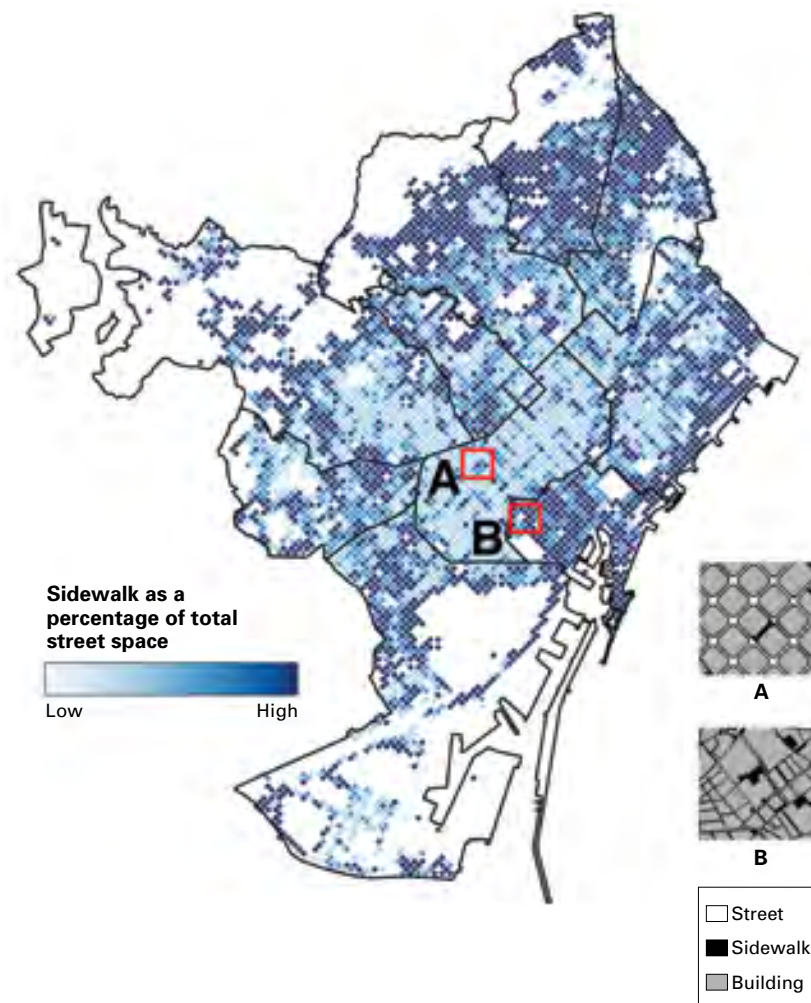 A
B
Sidewalk as a
percentage of total
street space
Low High
A
B
Street
Sidewalk
Building